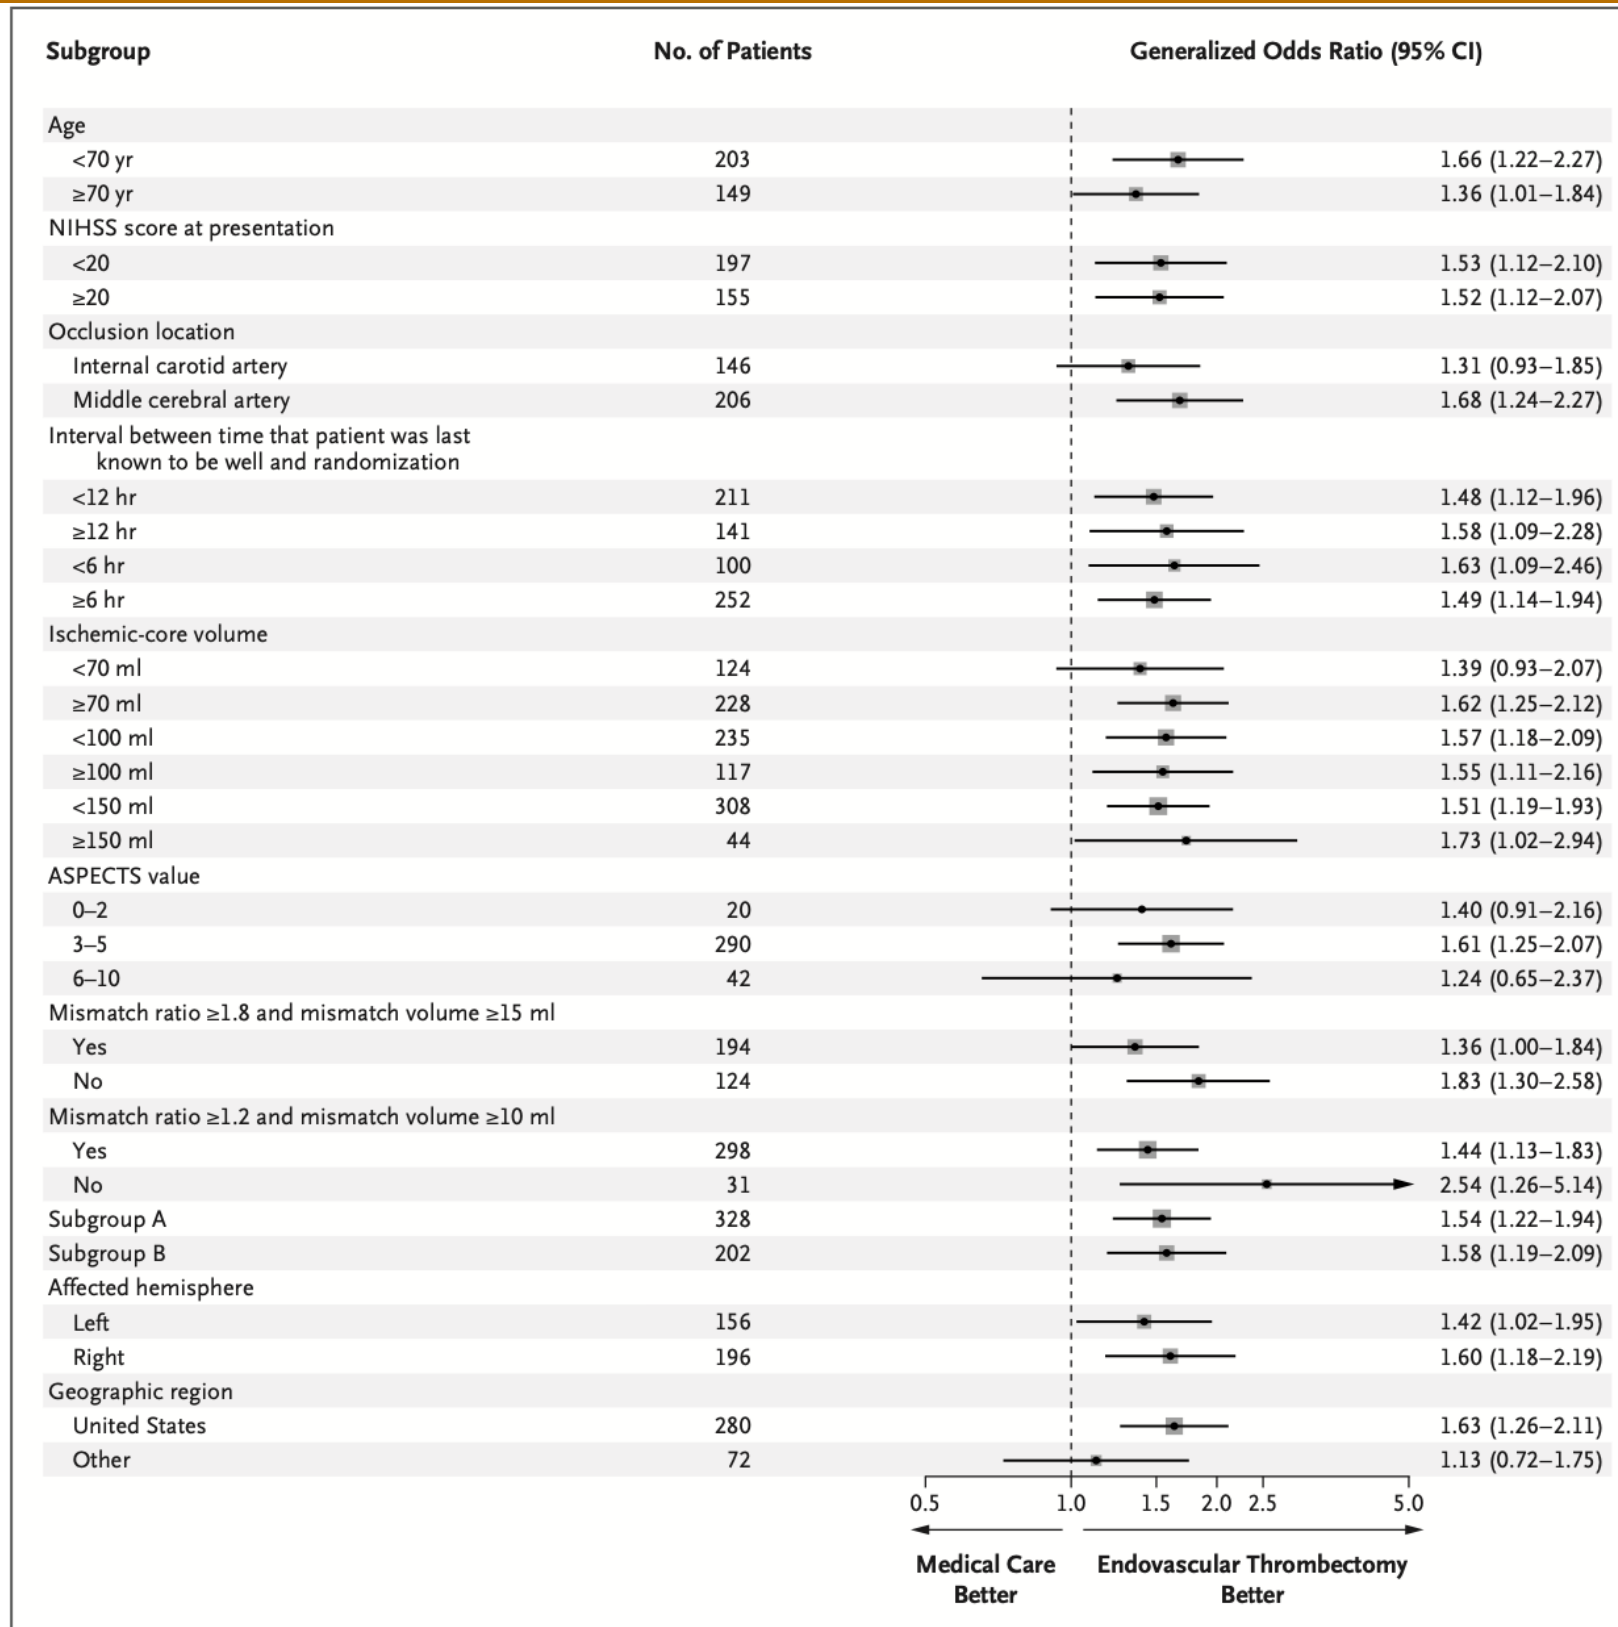 Subgroup No. of Patients Generalized Odds Ratio (95% CI)
Age
<70 yr 203 1.66 (1.22–2.27)
≥70 yr 149 1.36 (1.01–1.84)
NIHSS score at presentation
<20 197 1.53 (1.12–2.10)
≥20 155 1.52 (1.12–2.07)
Occlusion location
Internal carotid artery 146 1.31 (0.93–1.85)
Middle cerebral artery 206 1.68 (1.24–2.27)
Interval between time that patient was last
known to be well and randomization
<12 hr 211 1.48 (1.12–1.96)
≥12 hr 141 1.58 (1.09–2.28)
<6 hr 100 1.63 (1.09–2.46)
≥6 hr 252 1.49 (1.14–1.94)
Ischemic-core volume
<70 ml 124 1.39 (0.93–2.07)
≥70 ml 228 1.62 (1.25–2.12)
<100 ml 235 1.57 (1.18–2.09)
≥100 ml 117 1.55 (1.11–2.16)
<150 ml 308 1.51 (1.19–1.93)
≥150 ml 44 1.73 (1.02–2.94)
ASPECTS value
0–2 20 1.40 (0.91–2.16)
3–5 290 1.61 (1.25–2.07)
6–10 42 1.24 (0.65–2.37)
Mismatch ratio ≥1.8 and mismatch volume ≥15 ml
Yes 194 1.36 (1.00–1.84)
No 124 1.83 (1.30–2.58)
Mismatch ratio ≥1.2 and mismatch volume ≥10 ml
Yes 298 1.44 (1.13–1.83)
No 31 2.54 (1.26–5.14)
Subgroup A 328 1.54 (1.22–1.94)
Subgroup B 202 1.58 (1.19–2.09)
Affected hemisphere
Left 156 1.42 (1.02–1.95)
Right 196 1.60 (1.18–2.19)
Geographic region
United States 280 1.63 (1.26–2.11)
Other 72 1.13 (0.72–1.75)
0.5 1.0 1.5 2.0 2.5 5.0
Medical Care Endovascular Thrombectomy
Better Better